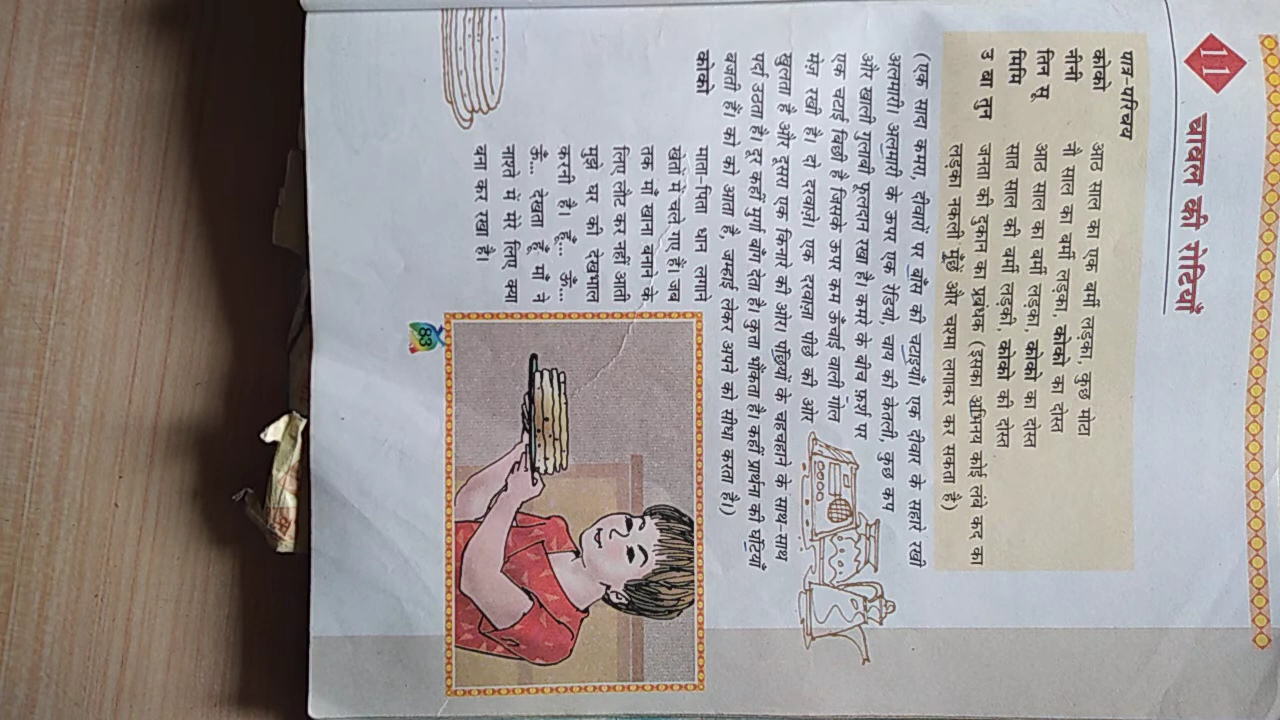 11
चावल की रोटियाँ
पात्र-परिचय
कोको आठ साल का एक बर्मी लड़का, कुछ मोटा
नीनी नौ साल का बर्मी लड़का, कोको का दोस्त
तिन सू आठ साल का बर्मी लड़का, कोको का दोस्त
मिमि सात साल की बर्मी लड़की, कोको की दोस्त
उ बा तुन जनता की दुकान का प्रबंधक (इसका अभिनय कोई लंबे कद का
लड़का नकली मूँछें और चश्मा लगाकर कर सकता है)
(एक सादा कमरा, दीवारों पर बाँस की चटाइयाँ। एक दीवार के सहारे रखी
अलमारी। अलमारी के ऊपर एक रेडियो, चाय की केतली, कुछ कप
और खाली गुलाबी फूलदान रखा है। कमरे के बीच फ़र्श पर
एक चटाई बिछी है जिसके ऊपर कम ऊँचाई वाली गोल
मेज़ रखी है। दो दरवाज़े। एक दरवाज़ा पीछे की ओर
खुलता है और दूसरा एक किनारे की ओर। पंछियों के चहचहाने के साथ-साथ
पर्दा उठता है। दूर कहीं मुर्गा बाँग देता है। कुत्ता भौंकता है। कहीं प्रार्थना की घंटियाँ
बजती हैं। को को आता है, जम्हाई लेकर अपने को सीधा करता है।)
कोको माता-पिता धान लगाने
खेतों में चले गए हैं। जब
तक मैं खाना बनाने के
लिए लौट कर नहीं आती
मुझे घर की देखभाल
करनी है। हूँ... ऊँ...
ऊँ... देखता हूँ माँ ने
नाश्ते में मेरे लिए क्या
बना कर रखा है।
83